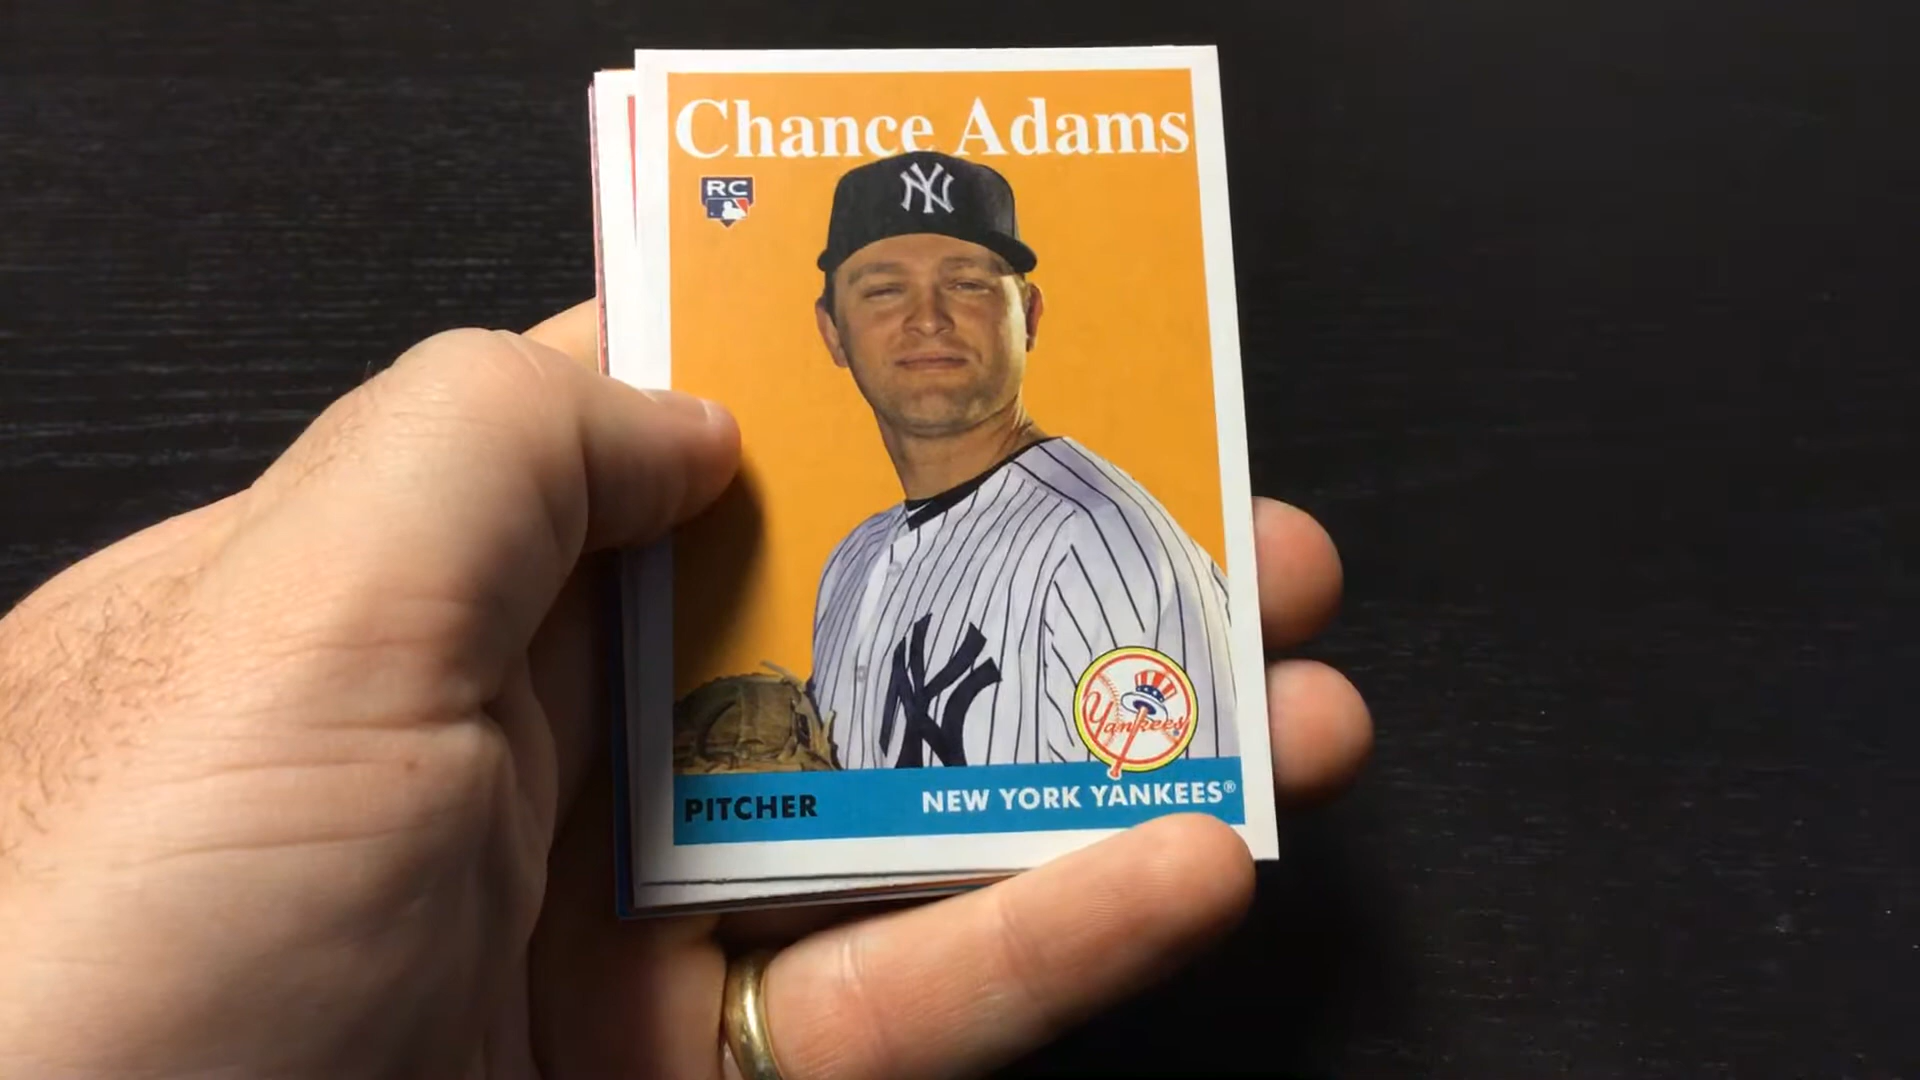 Chance Adams
RC
NY
NY
Yankees
PITCHER
NEW YORK YANKEES®